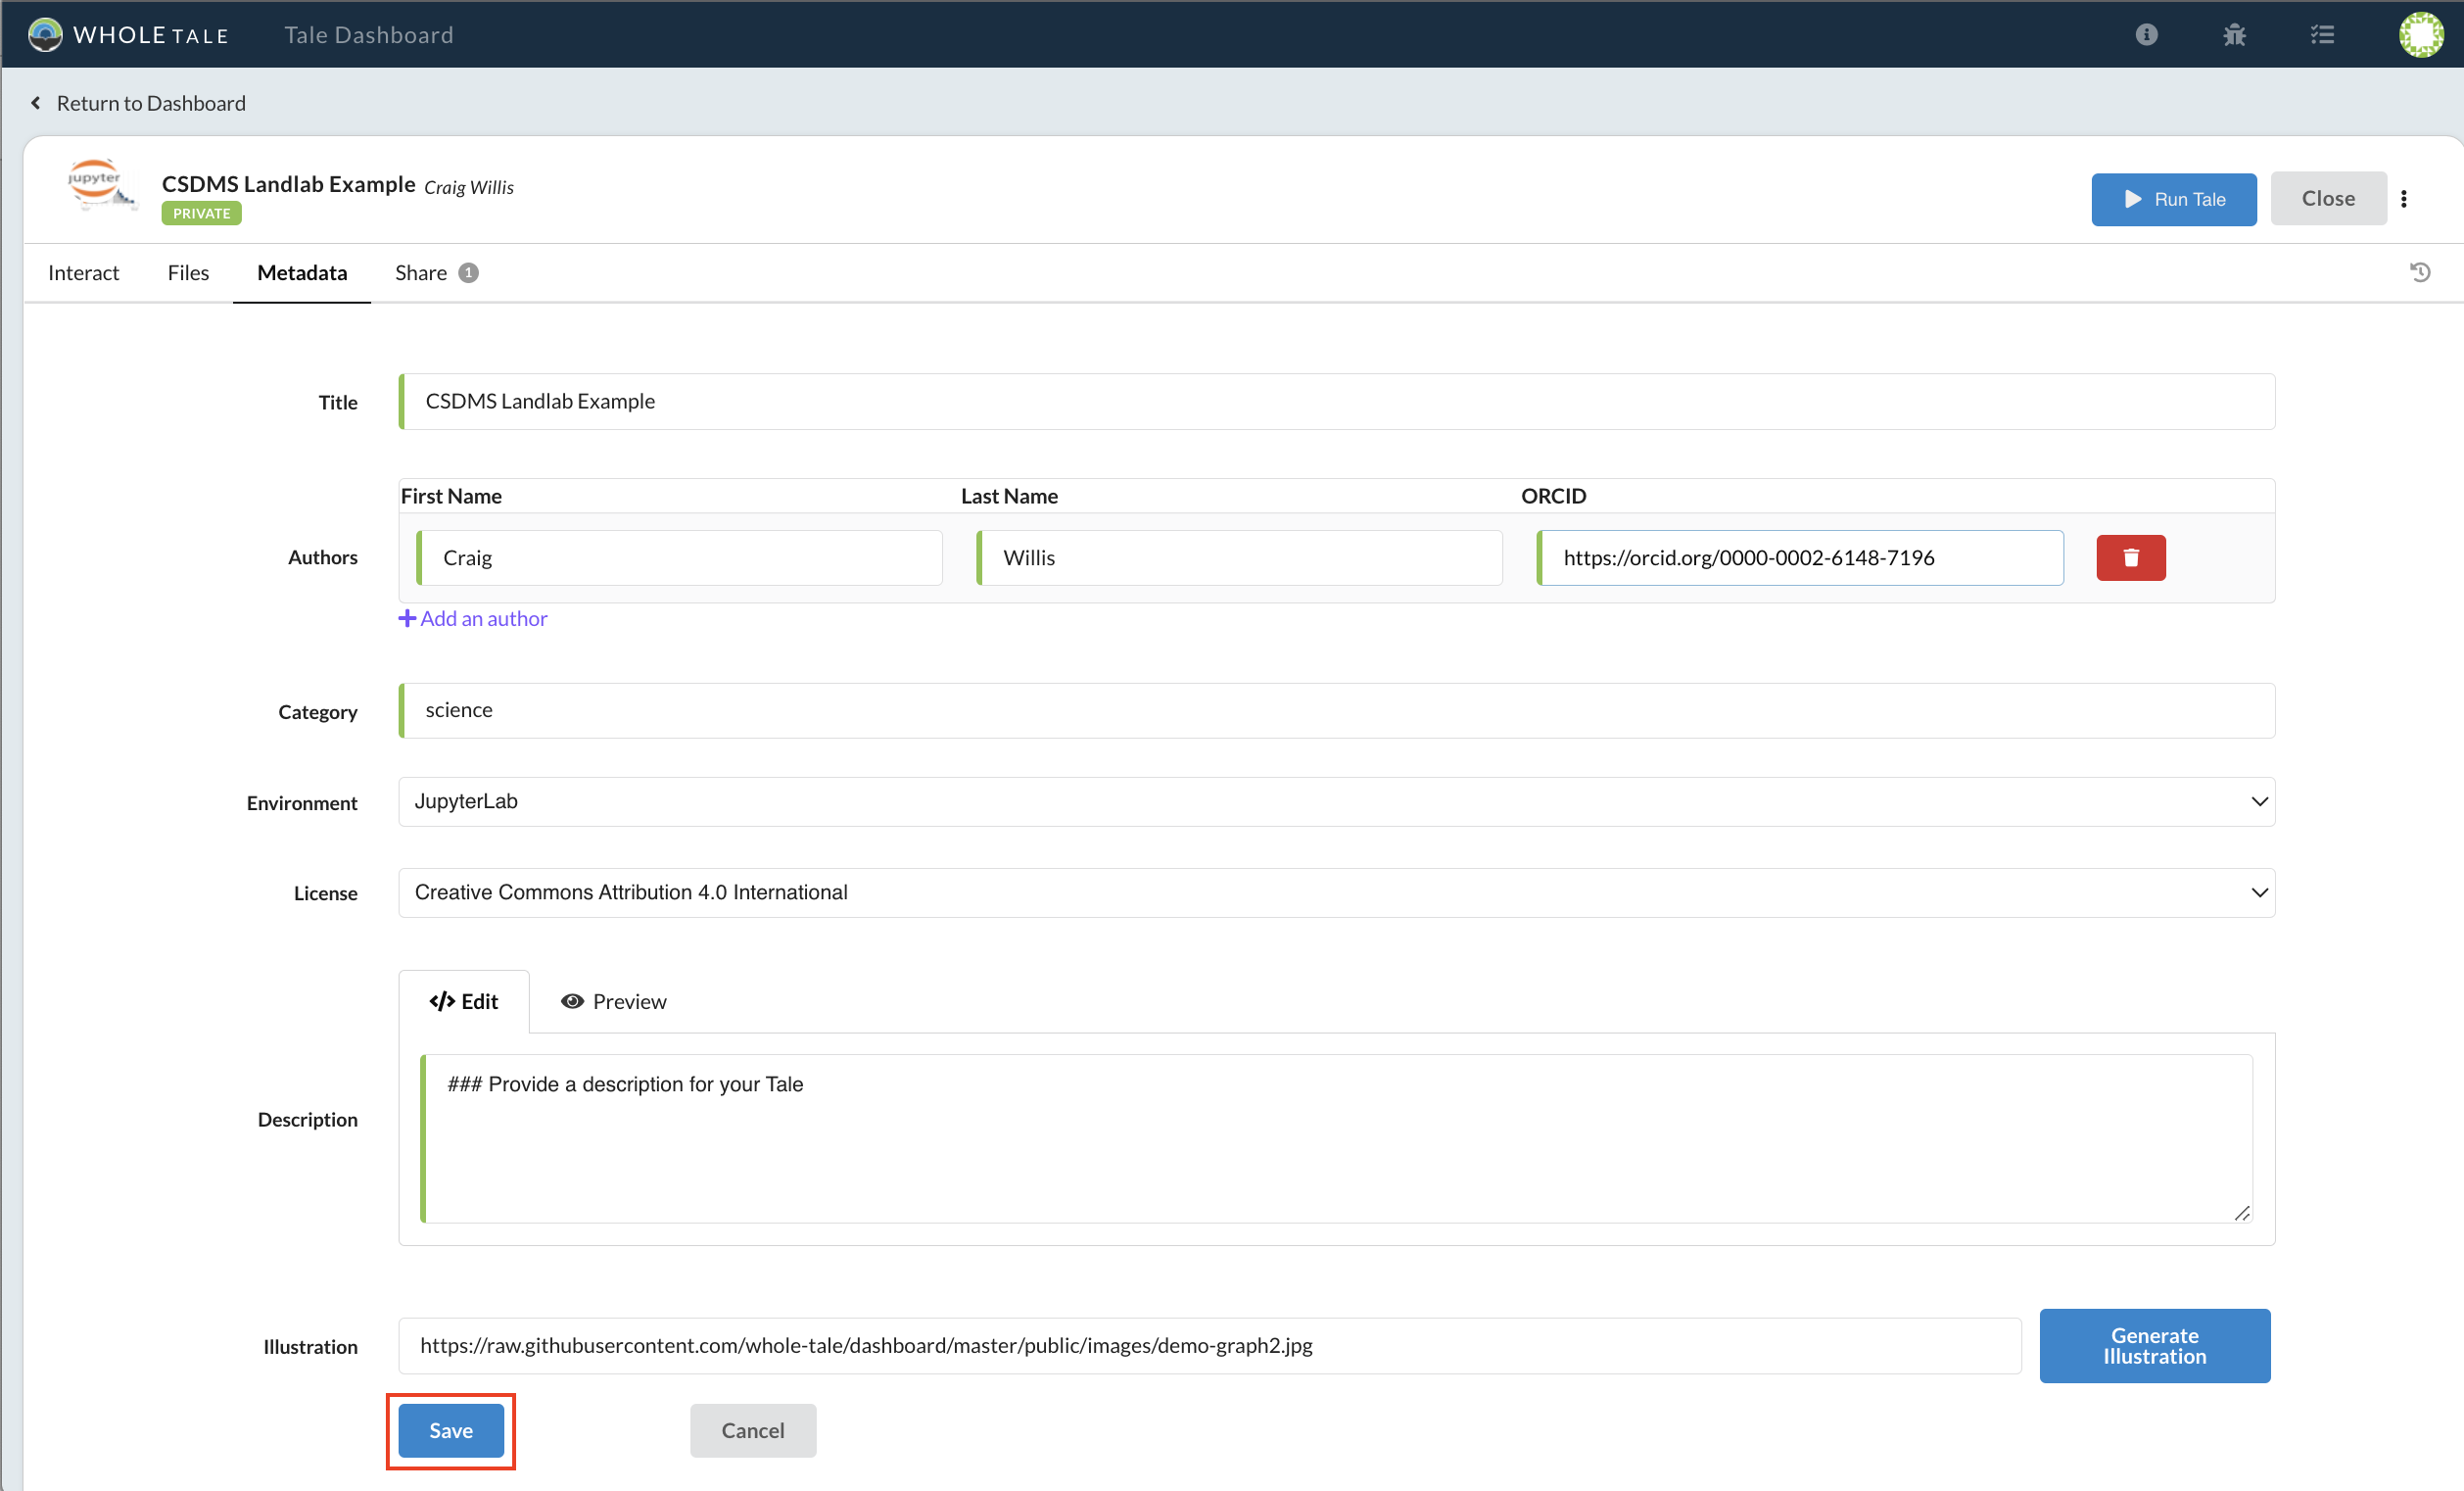 WHOLE TALE Tale Dashboard
Return to Dashboard
jupyter
CSDMS Landlab Example Craig Willis
PRIVATE
Run Tale
Close
Interact Files Metadata Share 1
Title
CSDMS Landlab Example
First Name Last Name ORCID
Authors
Craig Willis https://orcid.org/0000-0002-6148-7196
Add an author
Category
science
Environment
JupyterLab
License
Creative Commons Attribution 4.0 International
</> Edit Preview
Description
### Provide a description for your Tale
Illustration
https://raw.githubusercontent.com/whole-tale/dashboard/master/public/images/demo-graph2.jpg
Generate
Illustration
Save Cancel